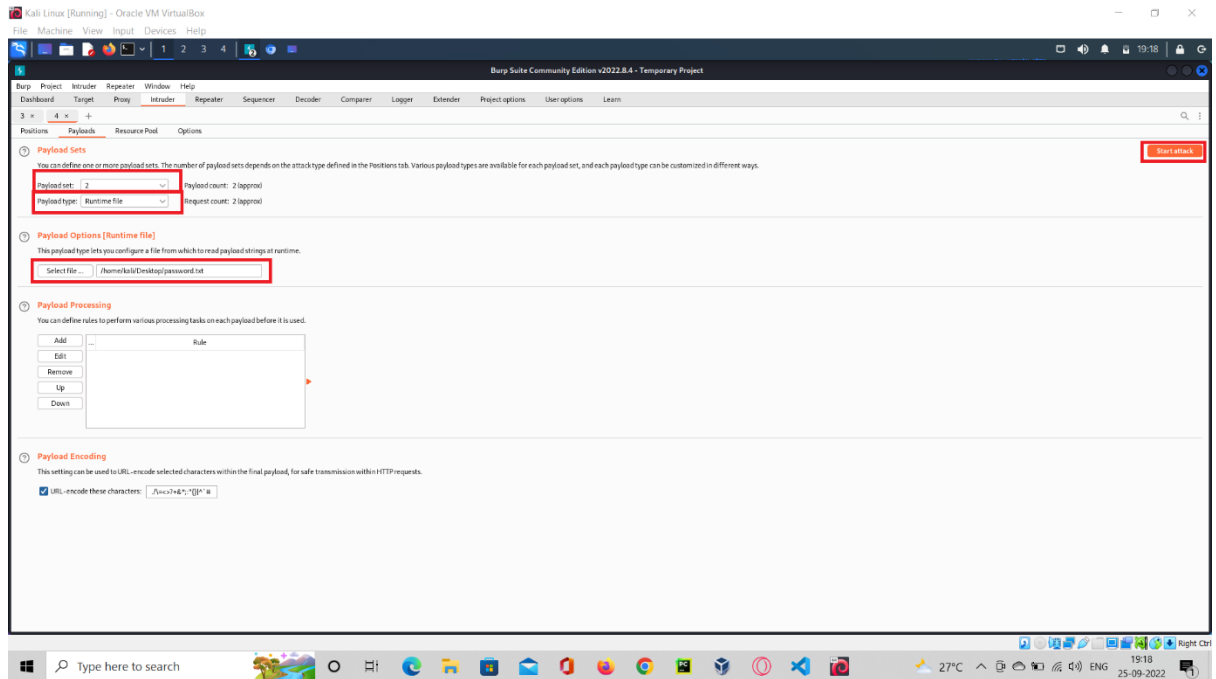 Kali Linux [Running] - Oracle VM VirtualBox
File Machine View Input Devices Help
1 2 3 4 19:18
Burp Suite Community Edition v2022.8.4 - Temporary Project
Burp Project Intruder Repeater Window Help
Dashboard Target Proxy Intruder Repeater Sequencer Decoder Comparer Logger Extender Project options User options Learn
3 × 4 × +
Positions Payloads Resource Pool Options
Payload Sets Start attack
You can define one or more payload sets. The number of payload sets depends on the attack type defined in the Positions tab. Various payload types are available for each payload set, and each payload type can be customized in different ways.
Payload set: 2 Payload count: 2 (approx)
Payload type: Runtime file Request count: 2 (approx)
Payload Options [Runtime file]
This payload type lets you configure a file from which to read payload strings at runtime.
Select file ... /home/kali/Desktop/password.txt
Payload Processing
You can define rules to perform various processing tasks on each payload before it is used.
Add ... Rule
Edit
Remove
Up
Down
Payload Encoding
This setting can be used to URL-encode selected characters within the final payload, for safe transmission within HTTP requests.
URL-encode these characters:
Right Ctrl
Type here to search 27°C ENG 19:18
25-09-2022